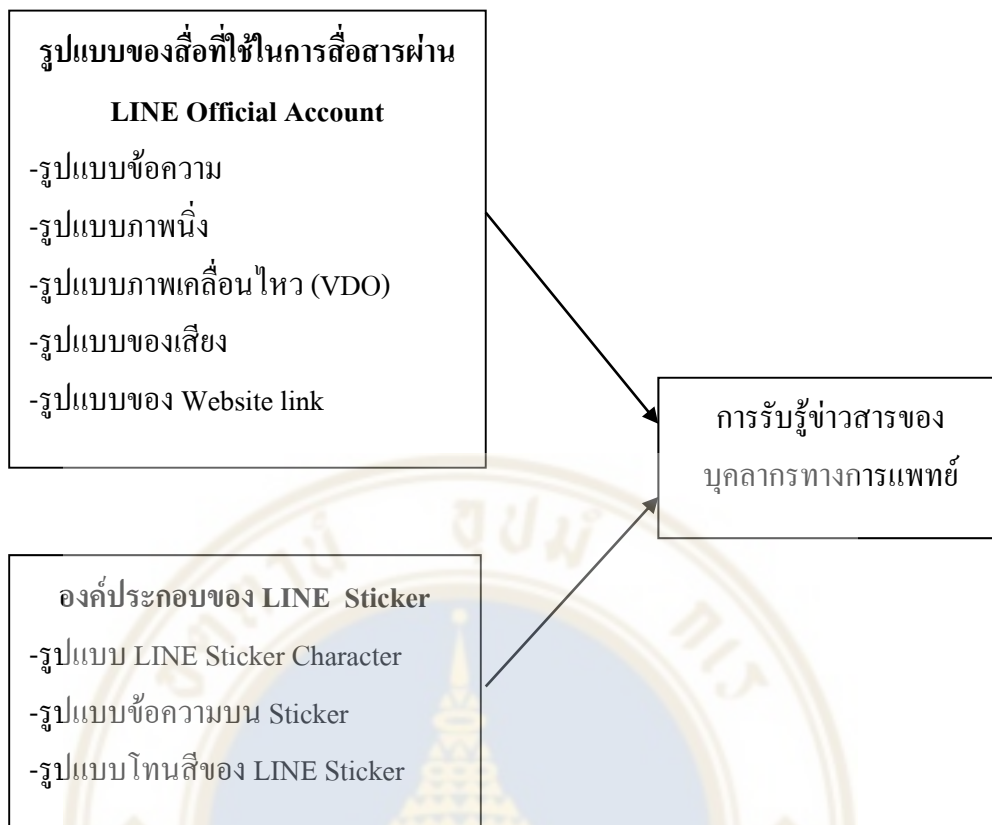 รูปแบบของสื่อที่ใช้ในการสื่อสารผ่าน
LINE Official Account
-รูปแบบข้อความ
-รูปแบบภาพนิ่ง
-รูปแบบภาพเคลื่อนไหว (VDO)
-รูปแบบของเสียง
-รูปแบบของ Website link
การรับรู้ข่าวสารของ
บุคลากรทางการแพทย์
องค์ประกอบของ LINE Sticker
-รูปแบบ LINE Sticker Character
-รูปแบบข้อความบน Sticker
-รูปแบบโทนสีของ LINE Sticker